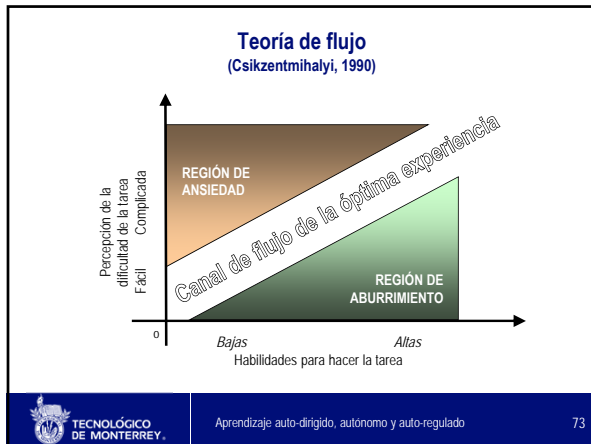 Teoría de flujo
(Csikzentmihalyi, 1990)
REGIÓN DE
ANSIEDAD
Canal de flujo de la óptima experiencia
REGIÓN DE
ABURRIMIENTO
Percepción de la
dificultad de la tarea
Fácil Complicada
0
Bajas Altas
Habilidades para hacer la tarea
TECNOLÓGICO
DE MONTERREY®
Aprendizaje auto-dirigido, autónomo y auto-regulado 73